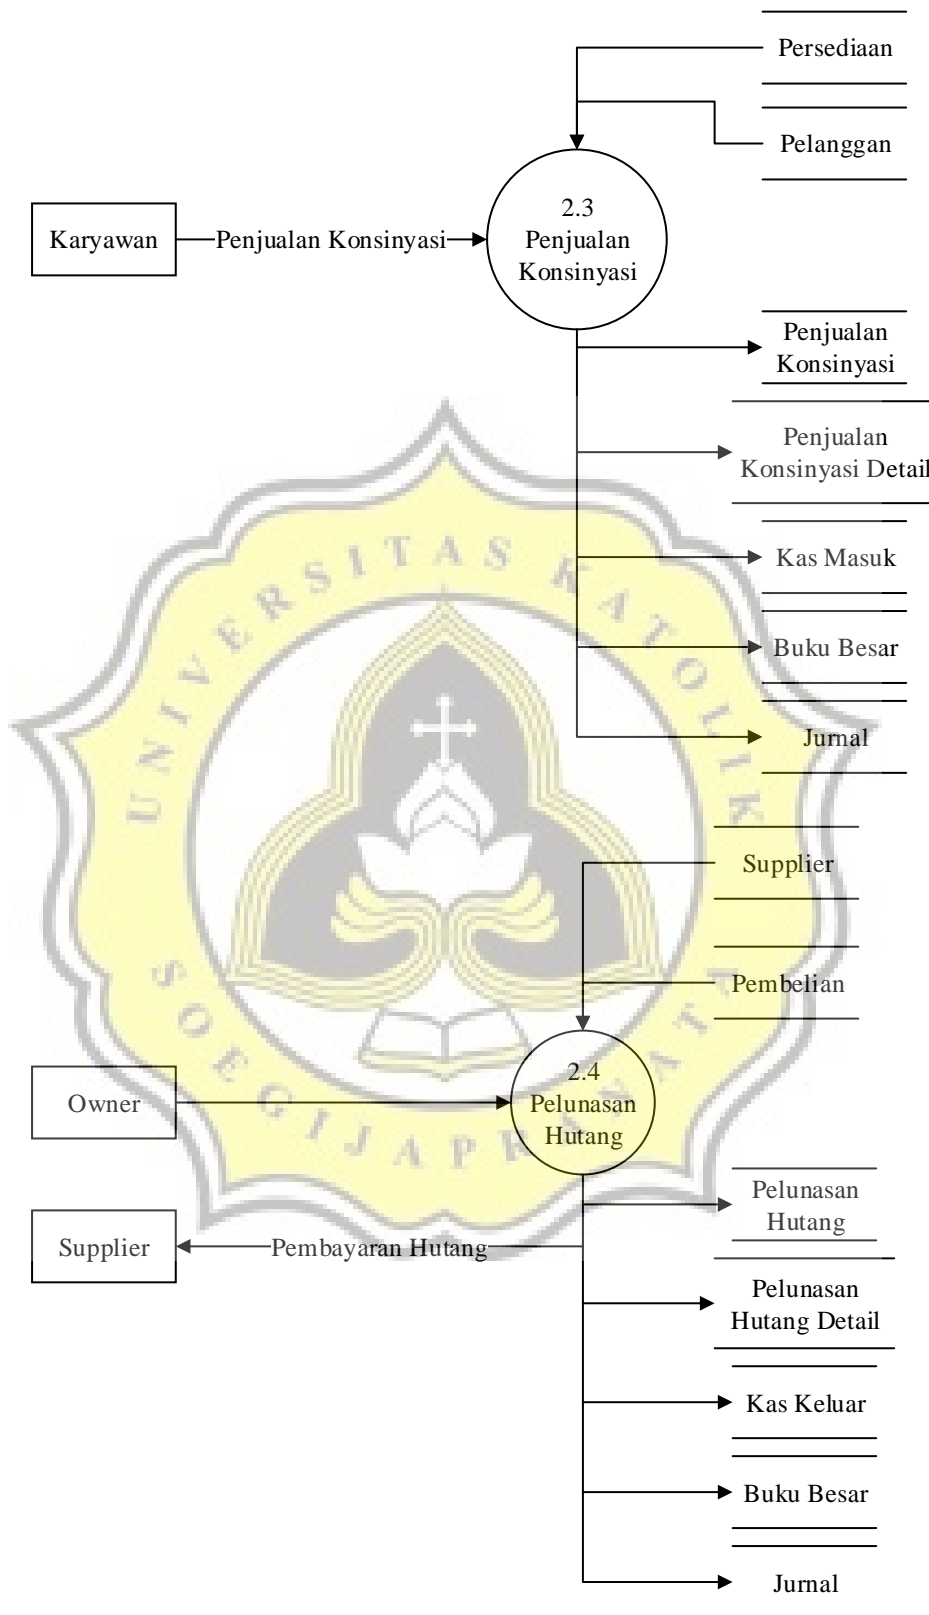 Persediaan
Pelanggan
2.3
Penjualan
Konsinyasi
Karyawan
Penjualan Konsinyasi
Penjualan
Konsinyasi
Penjualan
Konsinyasi Detail
Kas Masuk
Buku Besar
Jurnal
UNIVERSITAS KATOLIK
SOEGIJAPRANATA
Supplier
Pembelian
2.4
Pelunasan
Hutang
Owner
Pelunasan
Hutang
Supplier
Pembayaran Hutang
Pelunasan
Hutang Detail
Kas Keluar
Buku Besar
Jurnal